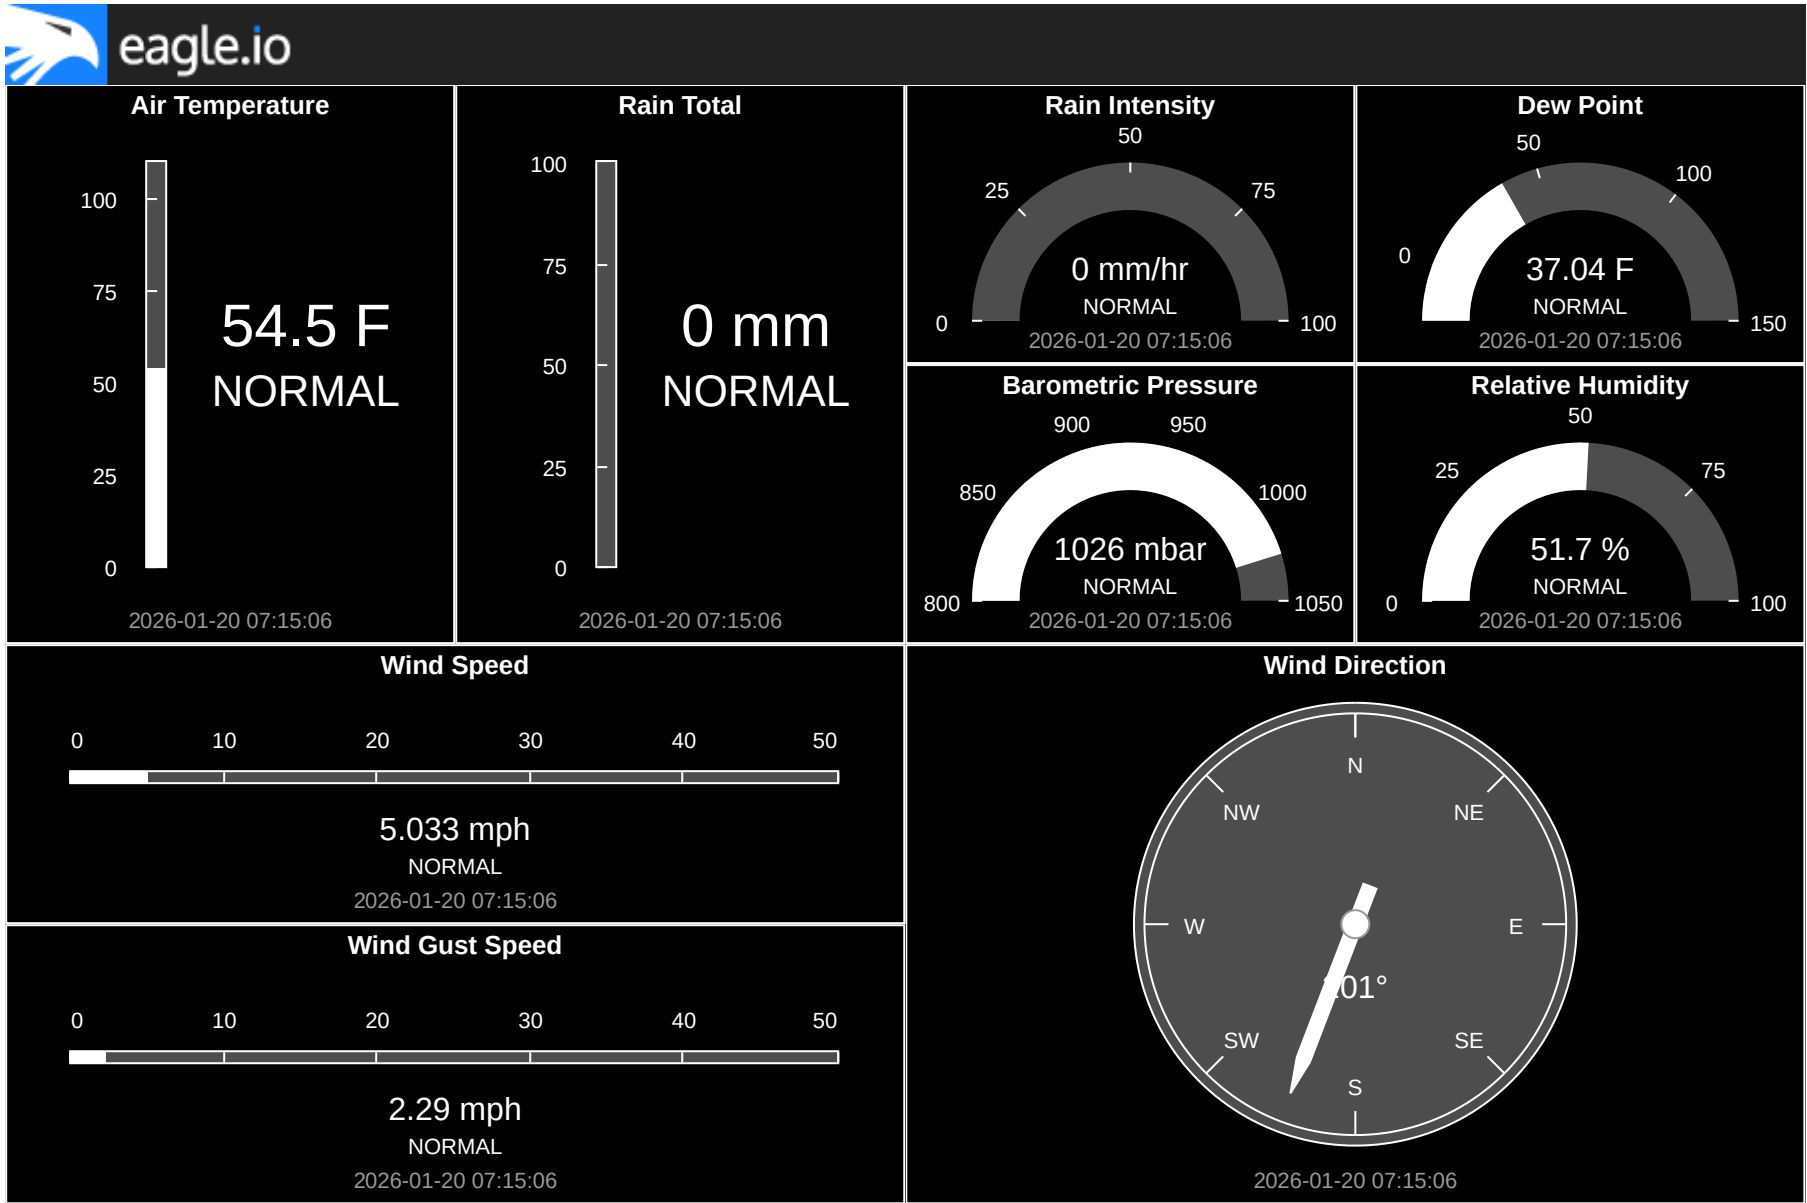 eagle.io
Air Temperature
100
75
50
25
0
54.5 F
NORMAL
2026-01-20 07:15:06
Rain Total
100
75
50
25
0
0 mm
NORMAL
2026-01-20 07:15:06
Rain Intensity
0
25
50
75
100
0 mm/hr
NORMAL
2026-01-20 07:15:06
Dew Point
0
50
100
150
37.04 F
NORMAL
2026-01-20 07:15:06
Barometric Pressure
800
850
900
950
1000
1050
1026 mbar
NORMAL
2026-01-20 07:15:06
Relative Humidity
0
25
50
75
100
51.7 %
NORMAL
2026-01-20 07:15:06
Wind Speed
0 10 20 30 40 50
5.033 mph
NORMAL
2026-01-20 07:15:06
Wind Gust Speed
0 10 20 30 40 50
2.29 mph
NORMAL
2026-01-20 07:15:06
Wind Direction
N
NW NE
W E
SW SE
S
2026-01-20 07:15:06